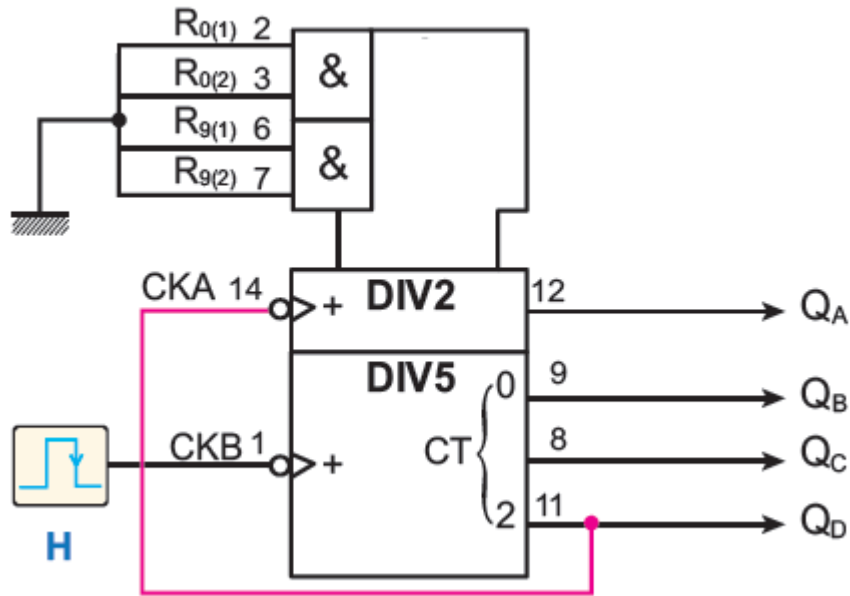 R0(1) 2
R0(2) 3
&
R9(1) 6
R9(2) 7
&
CKA 14
+
DIV2
12
QA
DIV5
0
9
QB
CKB 1
+
CT
8
QC
2
11
QD
H